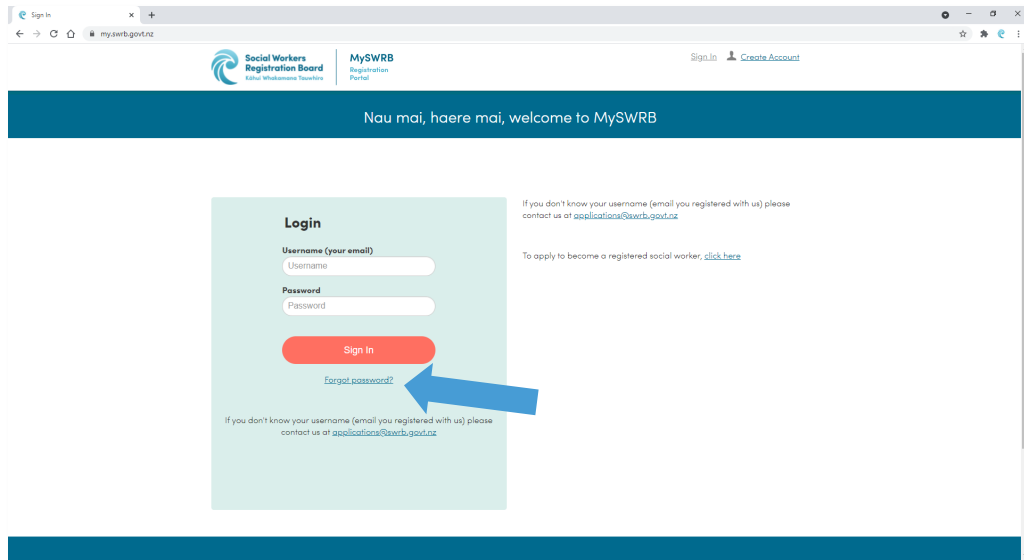 Sign In
my.swrb.govt.nz
Social Workers
Registration Board
Kāhui Whakamana Tauwhiro
MySWRB
Registration
Portal
Sign In
Create Account
Nau mai, haere mai, welcome to MySWRB
Login
Username (your email)
Username
Password
Password
Sign In
Forgot password?
If you don't know your username (email you registered with us) please
contact us at applications@swrb.govt.nz
If you don't know your username (email you registered with us) please
contact us at applications@swrb.govt.nz
To apply to become a registered social worker, click here